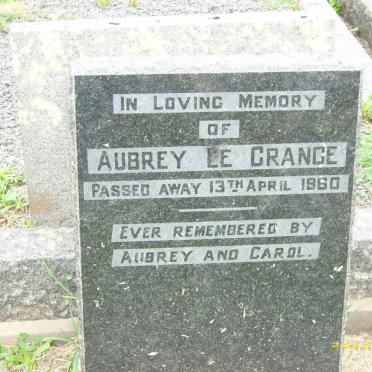 IN LOVING MEMORY
OF
AUBREY LE GRANGE
PASSED AWAY 13TH APRIL 1960
EVER REMEMBERED BY
AUBREY AND CAROL.